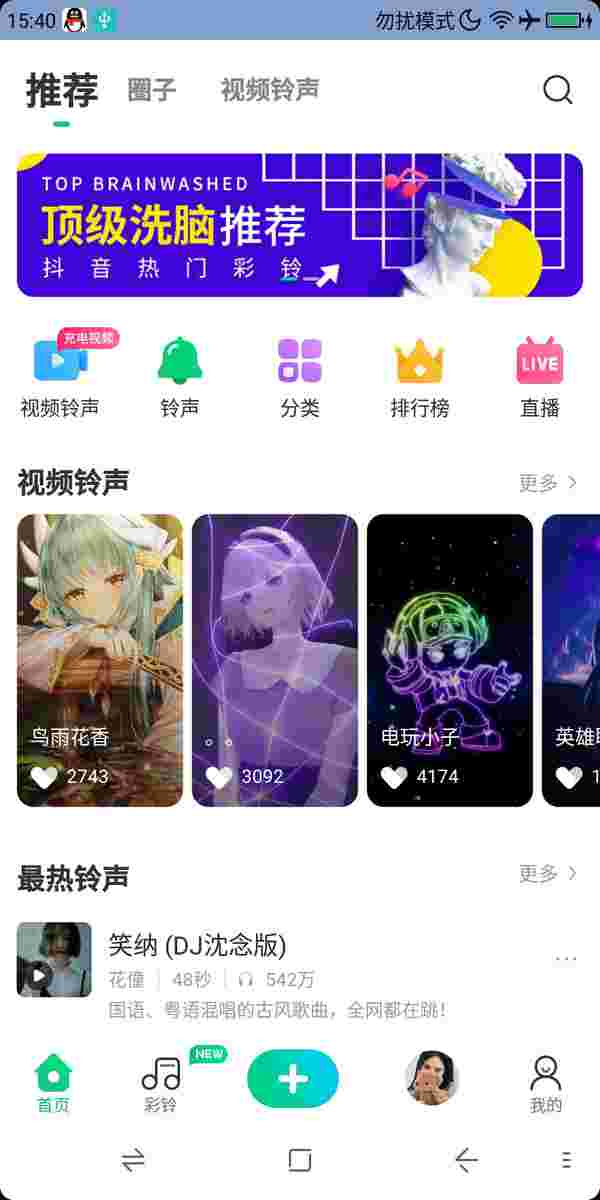 15:40
勿扰模式
推荐 圈子 视频铃声
TOP BRAINWASHED
顶级洗脑推荐
抖音热门彩铃
充电视频
LIVE
视频铃声 铃声 分类 排行榜 直播
视频铃声 更多
鸟雨花香 。 。 电玩小子 英雄
2743 3092 4174 1
最热铃声 更多
笑纳 (DJ沈念版)
花僮 48秒 542万
国语、粤语混唱的古风歌曲，全网都在跳！
NEW
首页 彩铃 我的